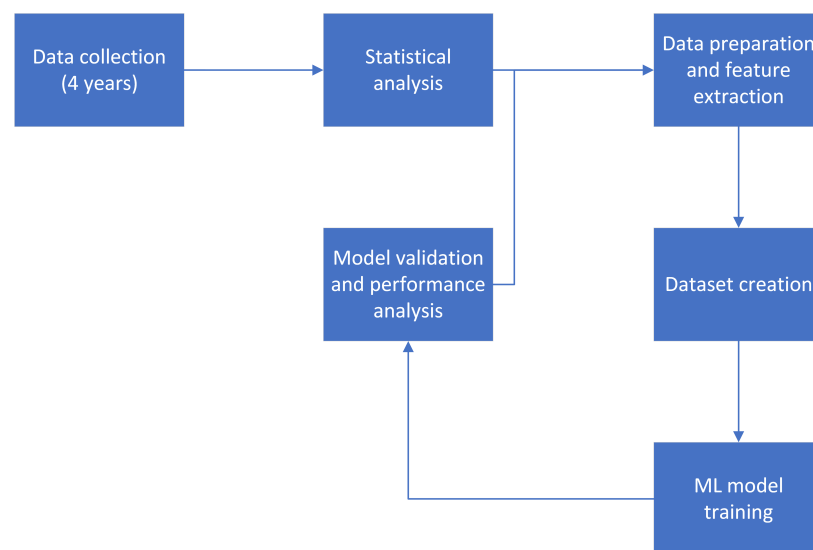 Data collection
(4 years)
Statistical
analysis
Data preparation
and feature
extraction
Model validation
and performance
analysis
Dataset creation
ML model
training